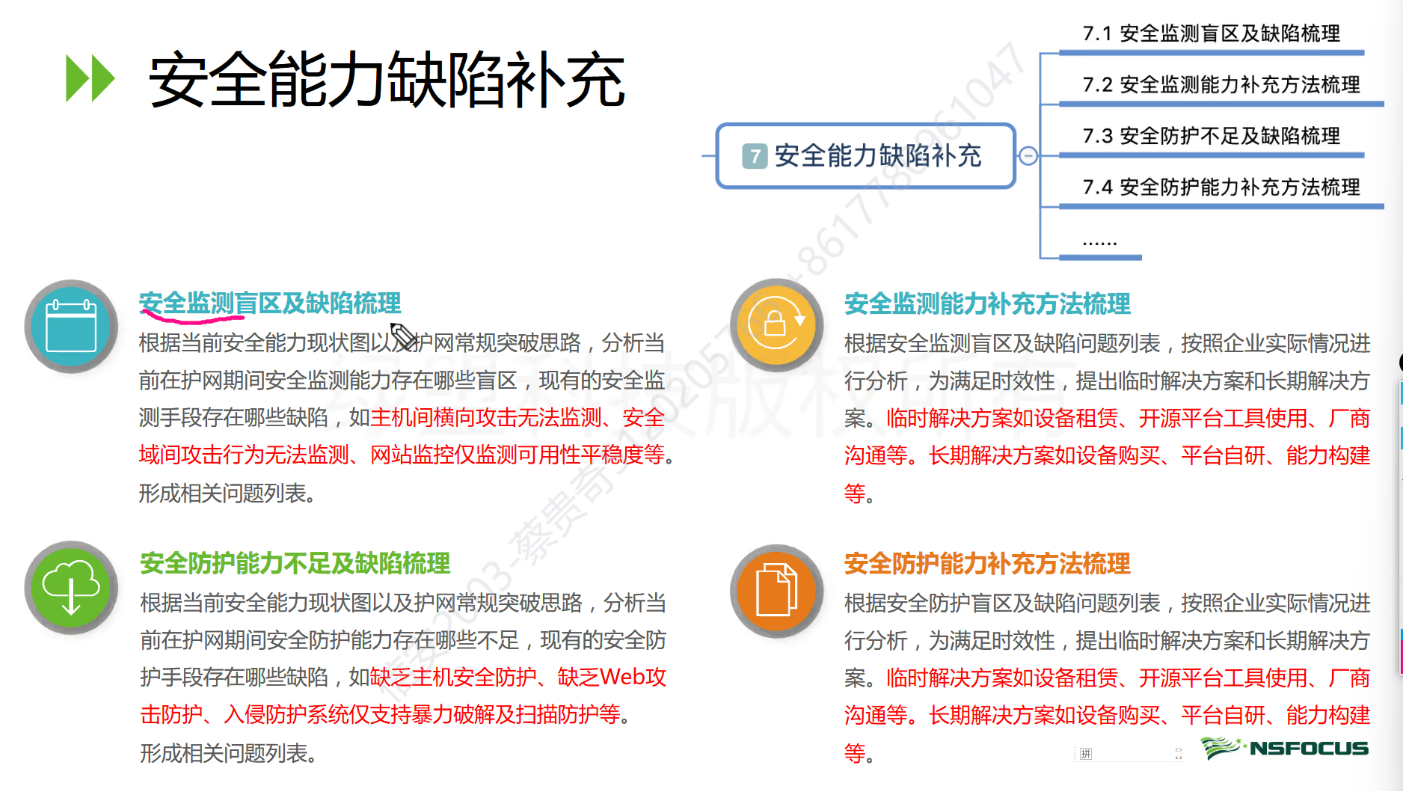 安全能力缺陷补充
7 安全能力缺陷补充
7.1 安全监测盲区及缺陷梳理
7.2 安全监测能力补充方法梳理
7.3 安全防护不足及缺陷梳理
7.4 安全防护能力补充方法梳理
......
安全监测盲区及缺陷梳理
根据当前安全能力现状图以及护网常规突破思路，分析当
前在护网期间安全监测能力存在哪些盲区，现有的安全监
测手段存在哪些缺陷，如主机间横向攻击无法监测、安全
域间攻击行为无法监测、网站监控仅监测可用性平稳度等。
形成相关问题列表。
安全监测能力补充方法梳理
根据安全监测盲区及缺陷问题列表，按照企业实际情况进
行分析，为满足时效性，提出临时解决方案和长期解决方
案。临时解决方案如设备租赁、开源平台工具使用、厂商
沟通等。长期解决方案如设备购买、平台自研、能力构建
等。
安全防护能力不足及缺陷梳理
根据当前安全能力现状图以及护网常规突破思路，分析当
前在护网期间安全防护能力存在哪些不足，现有的安全防
护手段存在哪些缺陷，如缺乏主机安全防护、缺乏Web攻
击防护、入侵防护系统仅支持暴力破解及扫描防护等。
形成相关问题列表。
安全防护能力补充方法梳理
根据安全防护盲区及缺陷问题列表，按照企业实际情况进
行分析，为满足时效性，提出临时解决方案和长期解决方
案。临时解决方案如设备租赁、开源平台工具使用、厂商
沟通等。长期解决方案如设备购买、平台自研、能力构建
等。
拼
NSFOCUS